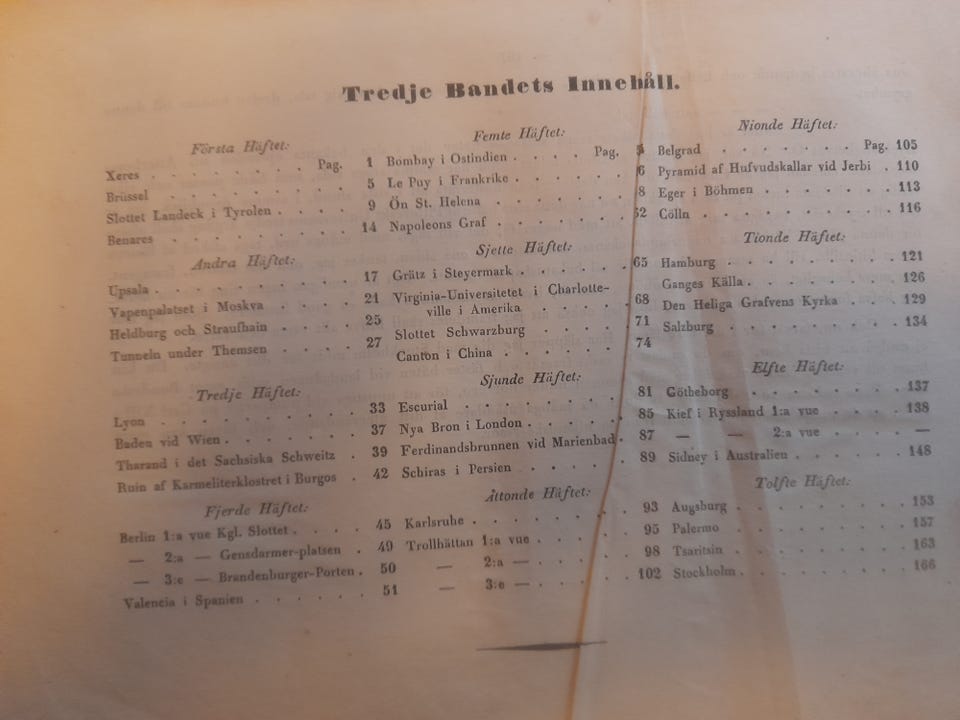 Tredje Bandets Innehåll.
Första Häftet:
Xeres . . . . . . . . Pag. 1
Brüssel . . . . . . . . 5
Slottet Landeck i Tyrolen . . . . 9
Benares . . . . . . . . 14
Andra Häftet:
Upsala . . . . . . . . 17
Vapenpalatset i Moskva . . . . 21
Heldburg och Straufhain . . . . 25
Tunneln under Themsen . . . . 27
Tredje Häftet:
Lyon . . . . . . . . 33
Baden vid Wien . . . . . . 37
Tharand i det Sachsiska Schweitz . 39
Ruin af Karmeliterklostret i Burgos . 42
Fjerde Häftet:
Berlin 1:a vue Kgl. Slottet . . . . 45
— 2:a — Gensdarmer-platsen . 49
— 3:e — Brandenburger-Porten . 50
Valencia i Spanien . . . . . 51
Femte Häftet:
Bombay i Ostindien . . . . Pag.
Le Puy i Frankrike . . . . . 6
Ön St. Helena . . . . . . 8
Napoleons Graf . . . . . . 62
Sjette Häftet:
Grätz i Steyermark . . . . . 65
Virginia-Universitetet i Charlotte-
ville i Amerika . . . . 68
Slottet Schwarzburg . . . . 71
Canton i China . . . . . 74
Sjunde Häftet:
Escurial . . . . . . . . 81
Nya Bron i London . . . . . 85
Ferdinandsbrunnen vid Marienbad . 87
Schiras i Persien . . . . . . 89
Åttonde Häftet:
Karlsruhe . . . . . . . 93
Trollhättan 1:a vue . . . . . 95
— 2:a — . . . . . 98
— 3:e — . . . . . 102
Nionde Häftet:
Belgrad . . . . . . Pag. 105
Pyramid af Hufvudskallar vid Jerbi . 110
Eger i Böhmen . . . . . . 113
Cölln . . . . . . . . 116
Tionde Häftet:
Hamburg . . . . . . . . 121
Ganges Källa . . . . . . . 126
Den Heliga Grafvens Kyrka . . . 129
Salzburg . . . . . . . . 134
Elfte Häftet:
Götheborg . . . . . . . 137
Kief i Ryssland 1:a vue . . . . 138
— — 2:a vue . . . . —
Sidney i Australien . . . . . 148
Tolfte Häftet:
Augsburg . . . . . . . 153
Palermo . . . . . . . . 157
Tsaritsin . . . . . . . . 163
Stockholm . . . . . . . . 166